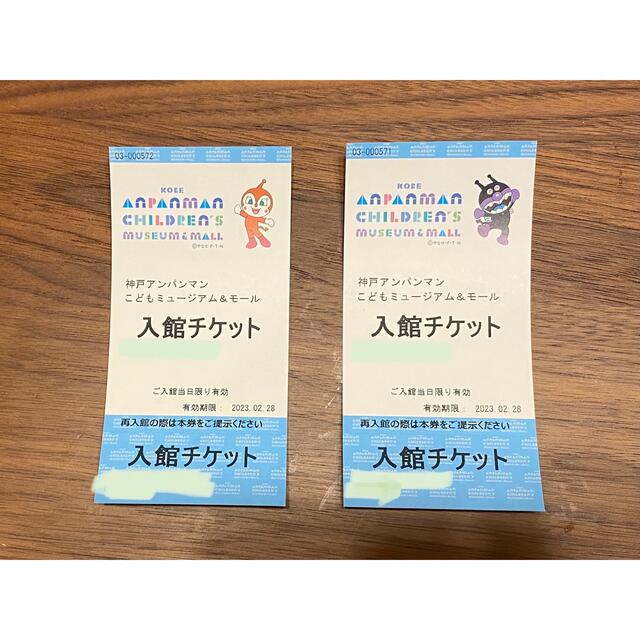 03-000572
KOBE
ANPANMAN
CHILDREN'S
MUSEUM & MALL
©やなせ・F・T・N
神戸アンパンマン
こどもミュージアム&モール
入館チケット
ご入館当日限り有効
有効期限: 2023.02.28
再入館の際は本券をご提示ください
入館チケット
03-000571
KOBE
ANPANMAN
CHILDREN'S
MUSEUM & MALL
©やなせ・F・T・N
神戸アンパンマン
こどもミュージアム&モール
入館チケット
ご入館当日限り有効
有効期限: 2023.02.28
再入館の際は本券をご提示ください
入館チケット